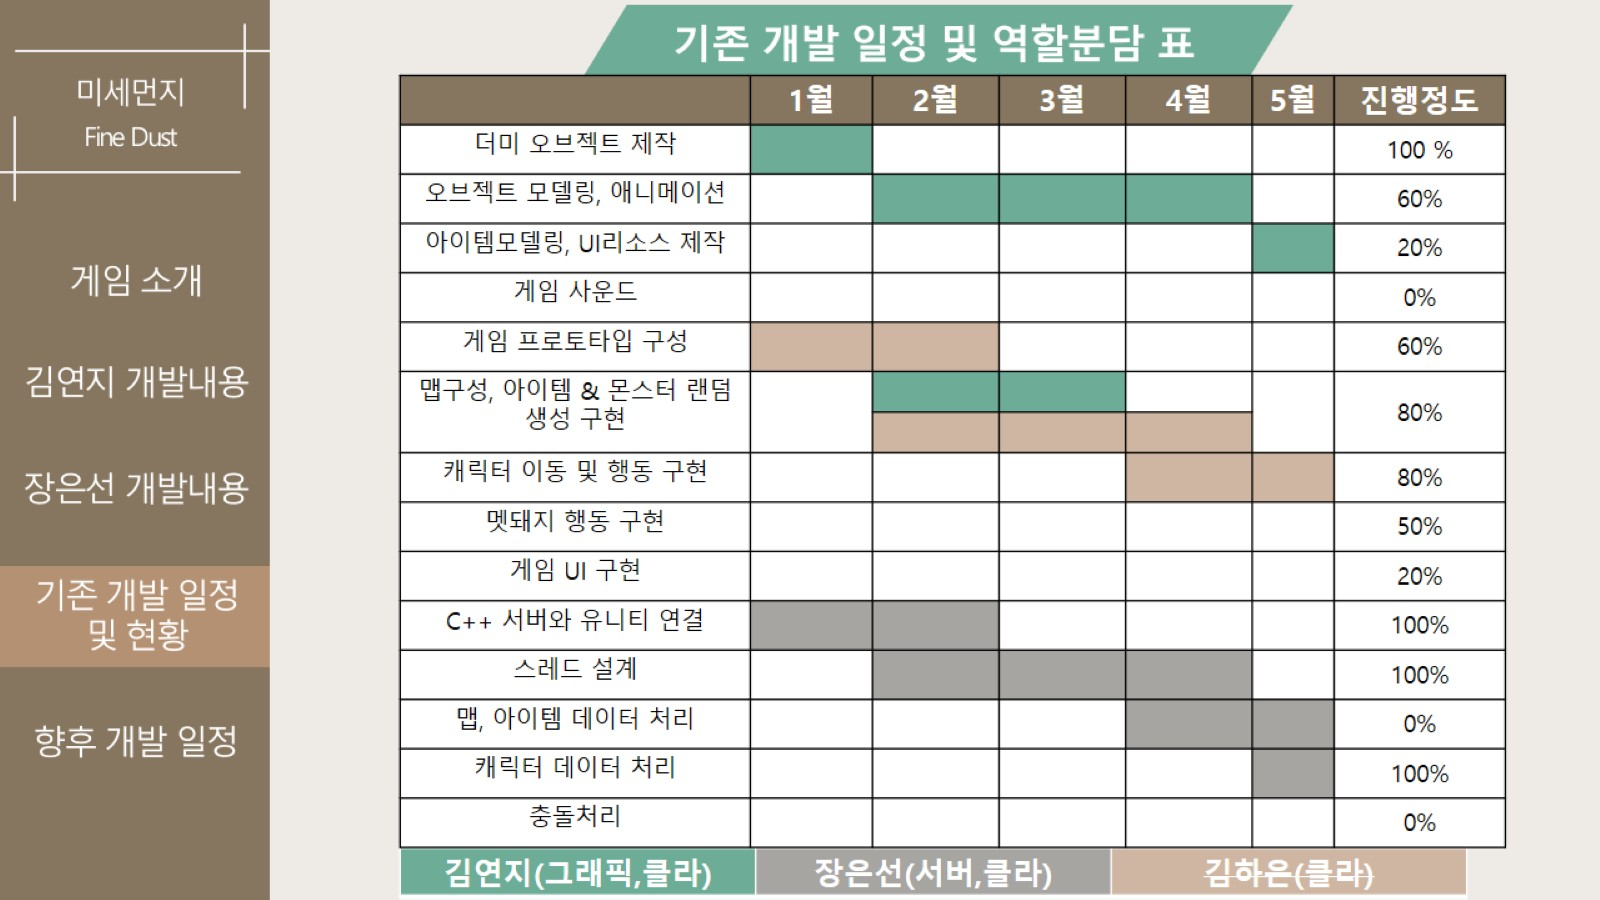 미세먼지
Fine Dust
게임 소개
김연지 개발내용
장은선 개발내용
기존 개발 일정
및 현황
향후 개발 일정
기존 개발 일정 및 역할분담 표
1월 2월 3월 4월 5월 진행정도
더미 오브젝트 제작 100 %
오브젝트 모델링, 애니메이션 60%
아이템모델링, UI리소스 제작 20%
게임 사운드 0%
게임 프로토타입 구성 60%
맵구성, 아이템 & 몬스터 랜덤
생성 구현 80%
캐릭터 이동 및 행동 구현 80%
멧돼지 행동 구현 50%
게임 UI 구현 20%
C++ 서버와 유니티 연결 100%
스레드 설계 100%
맵, 아이템 데이터 처리 0%
캐릭터 데이터 처리 100%
충돌처리 0%
김연지(그래픽,클라) 장은선(서버,클라) 김하은(클라)